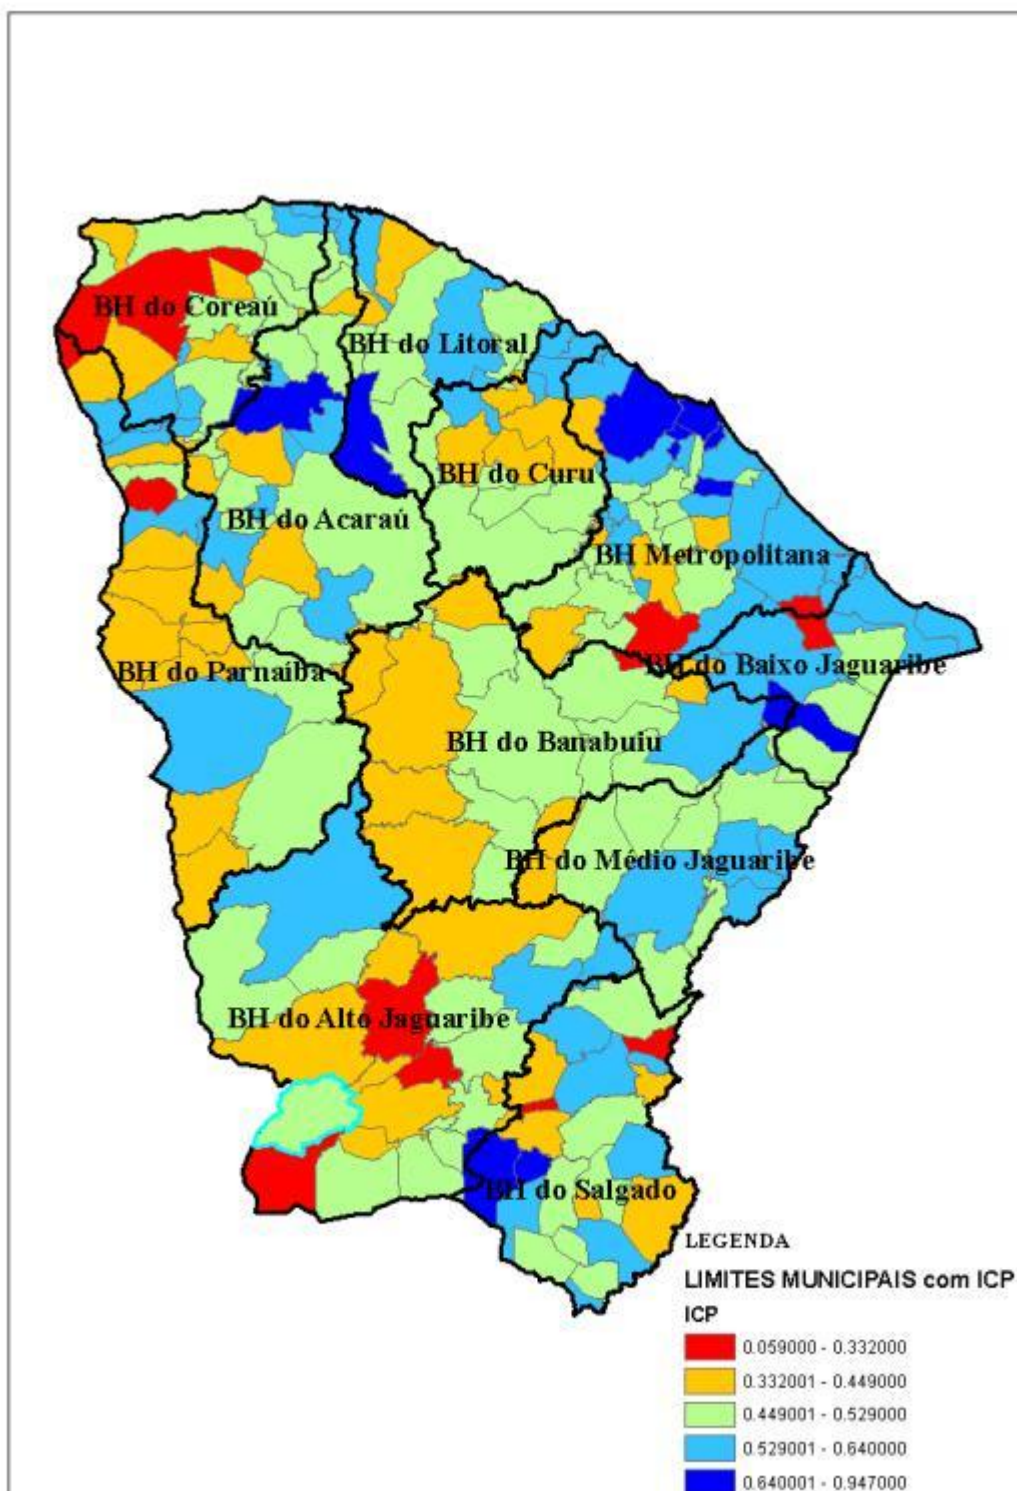 BH do Coreaú
BH do Litoral
BH do Curu
BH do Acaraú
BH Metropolitana
BH do Parnaíba
BH do Baixo Jaguaribe
BH do Banabuiu
BH do Médio Jaguaribe
BH do Alto Jaguaribe
BH do Salgado
LEGENDA
LIMITES MUNICIPAIS com ICP
ICP
0.059000 - 0.332000
0.332001 - 0.449000
0.449001 - 0.529000
0.529001 - 0.640000
0.640001 - 0.947000